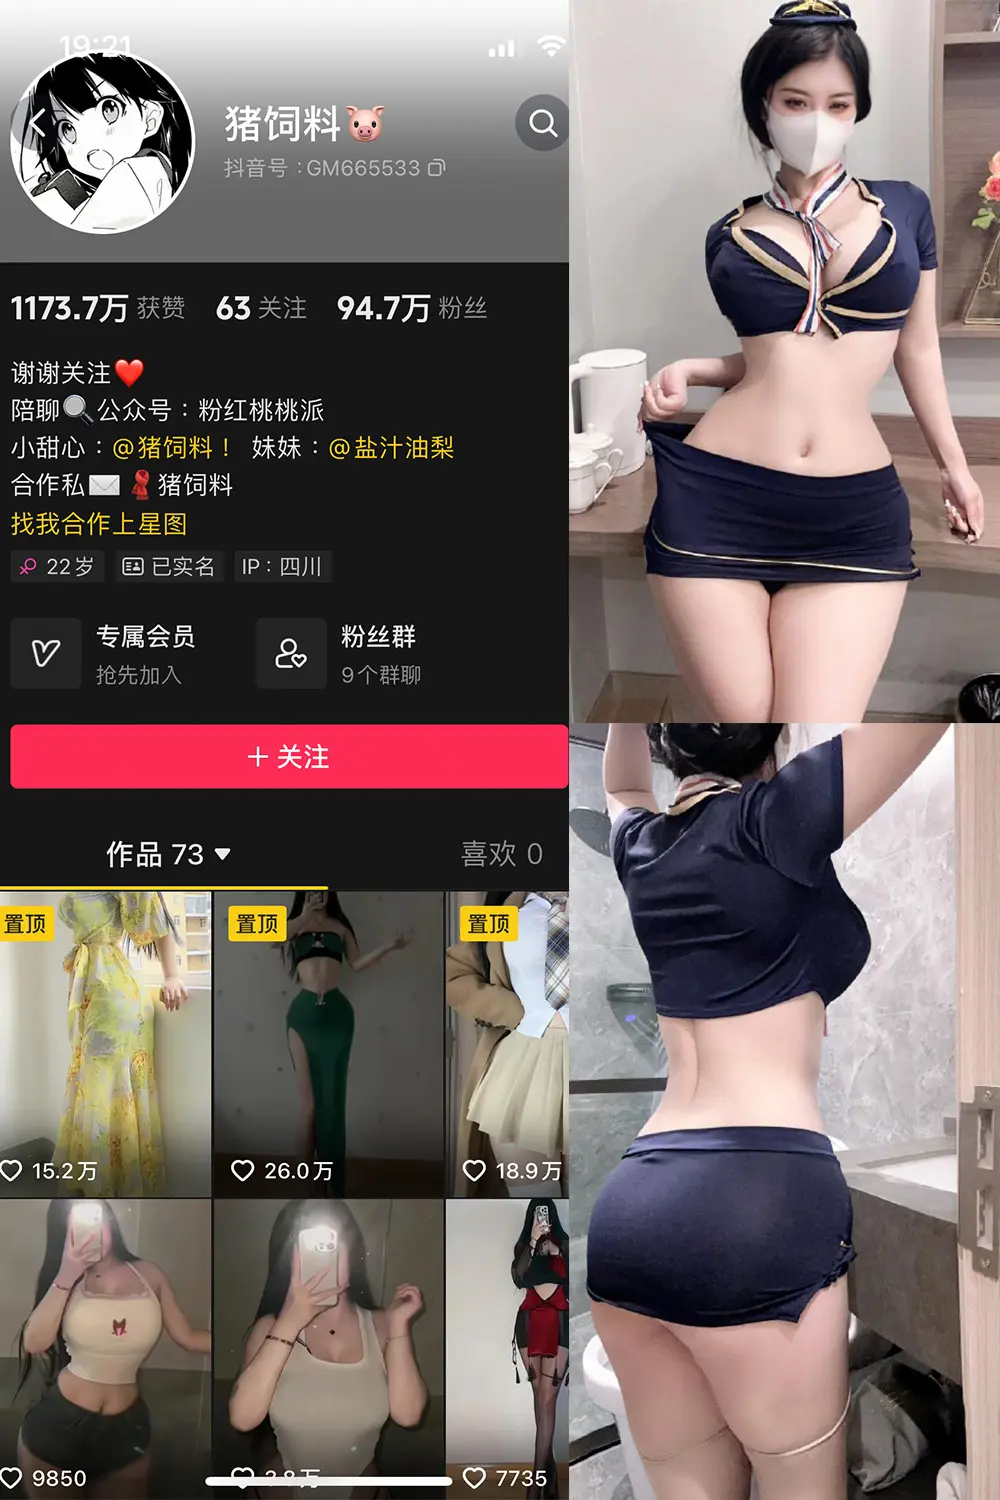 19:21
猪饲料🐷
抖音号：GM665533
1173.7万 获赞 63 关注 94.7万 粉丝
谢谢关注❤️
陪聊🔍公众号：粉红桃桃派
小甜心：@猪饲料！ 妹妹：@盐汁油梨
合作私✉️🧣猪饲料
找我合作上星图
22岁 已实名 IP：四川
专属会员 粉丝群
抢先加入 9个群聊
+ 关注
作品 73 喜欢 0
置顶 置顶 置顶
15.2万 26.0万 18.9万
9850 3.8万 7735